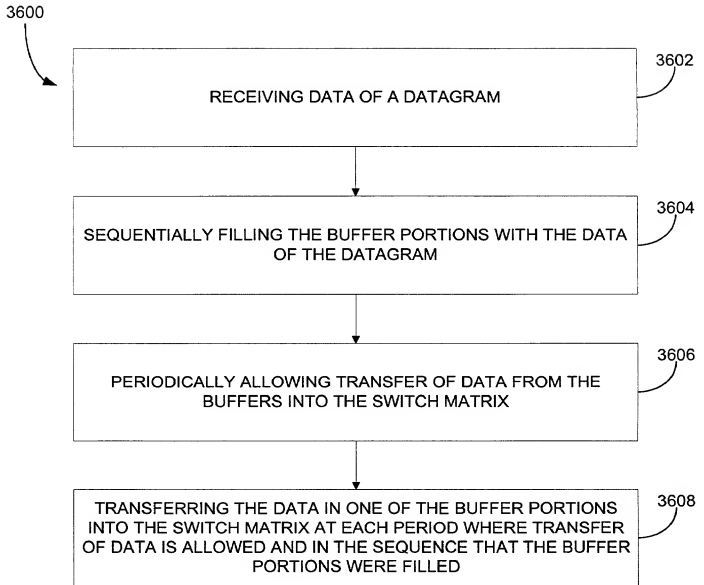 3600
3602
RECEIVING DATA OF A DATAGRAM
3604
SEQUENTIALLY FILLING THE BUFFER PORTIONS WITH THE DATA
OF THE DATAGRAM
3606
PERIODICALLY ALLOWING TRANSFER OF DATA FROM THE
BUFFERS INTO THE SWITCH MATRIX
3608
TRANSFERRING THE DATA IN ONE OF THE BUFFER PORTIONS
INTO THE SWITCH MATRIX AT EACH PERIOD WHERE TRANSFER
OF DATA IS ALLOWED AND IN THE SEQUENCE THAT THE BUFFER
PORTIONS WERE FILLED